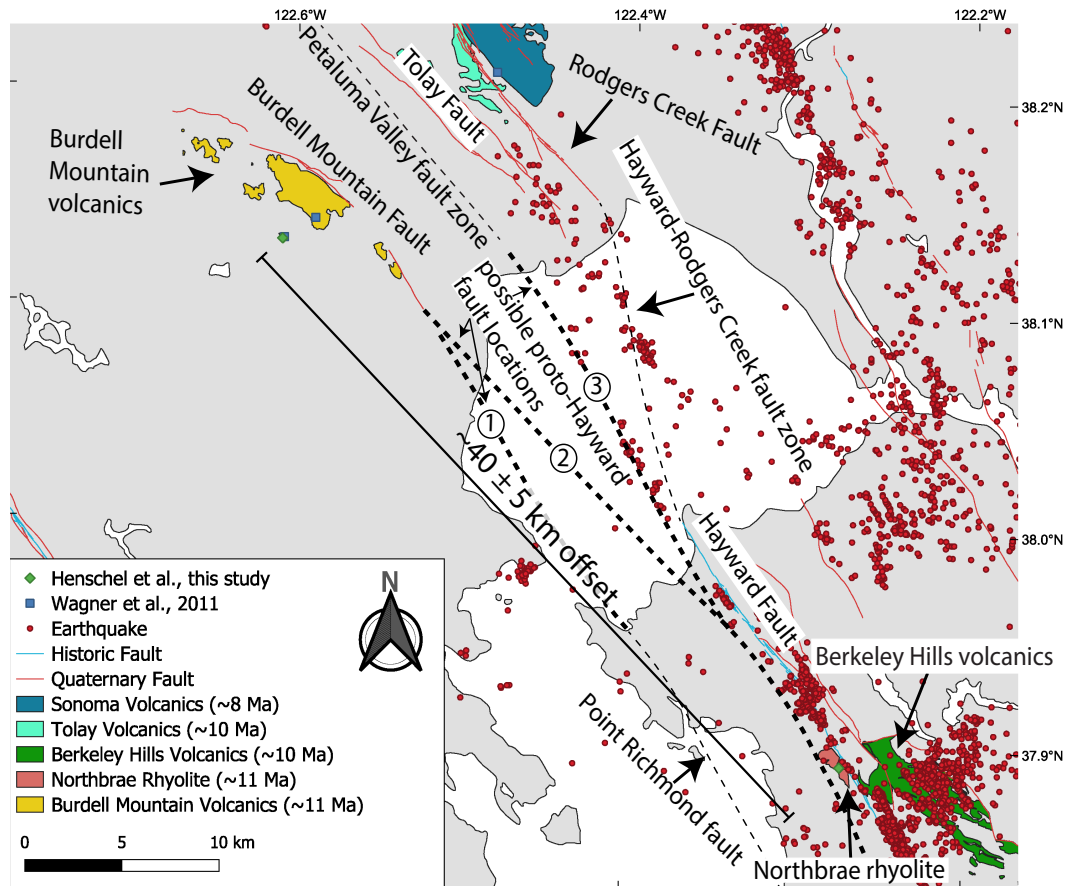 122.6°W
122.4°W
122.2°W
Petaluma Valley fault zone
Tolay Fault
Rodgers Creek Fault
38.2°N
Burdell
Mountain
volcanics
Burdell Mountain Fault
Hayward-Rodgers Creek fault zone
possible proto-Hayward
fault locations
38.1°N
1
2
3
~40 ± 5 km offset
38.0°N
Hayward Fault
Berkeley Hills volcanics
Point Richmond fault
37.9°N
Northbrae rhyolite
N
Henschel et al., this study
Wagner et al., 2011
Earthquake
Historic Fault
Quaternary Fault
Sonoma Volcanics (~8 Ma)
Tolay Volcanics (~10 Ma)
Berkeley Hills Volcanics (~10 Ma)
Northbrae Rhyolite (~11 Ma)
Burdell Mountain Volcanics (~11 Ma)
0 5 10 km